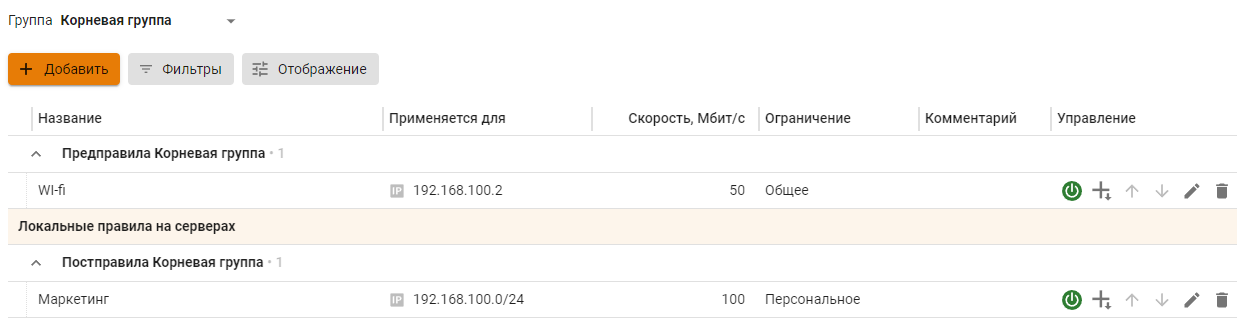 Группа Корневая группа
Добавить Фильтры Отображение
Название Применяется для Скорость, Мбит/с Ограничение Комментарий Управление
Предправила Корневая группа • 1
WI-fi IP 192.168.100.2 50 Общее
Локальные правила на серверах
Постправила Корневая группа • 1
Маркетинг IP 192.168.100.0/24 100 Персональное